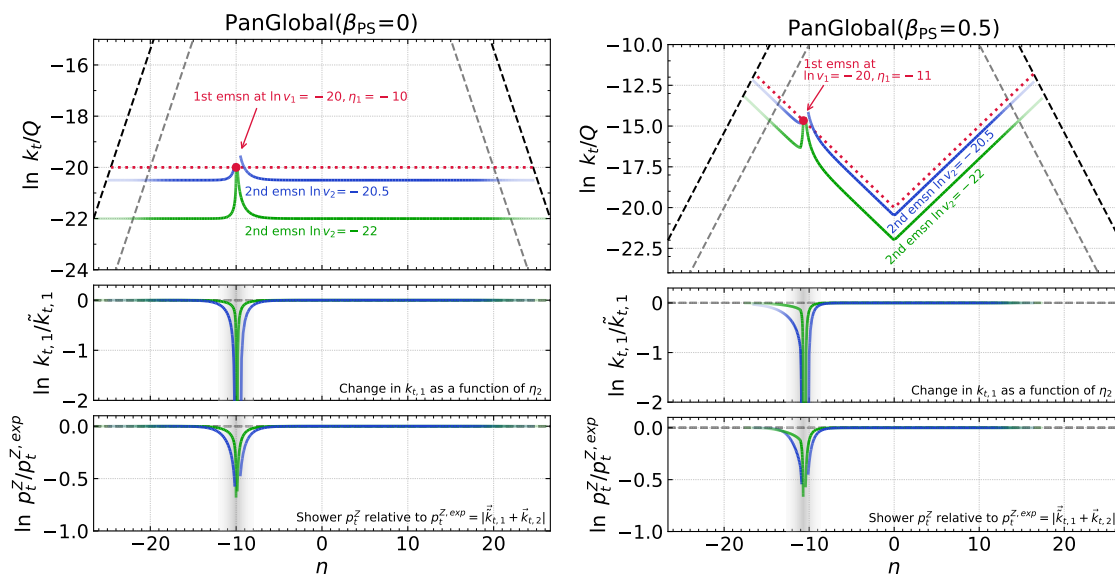 PanGlobal(β_PS=0)
ln k_t/Q
−16
−18
−20
−22
−24
1st emsn at ln v_1 = −20, η_1 = −10
2nd emsn ln v_2 = −20.5
2nd emsn ln v_2 = −22
ln k_{t,1}/k̃_{t,1}
0
−1
−2
Change in k_{t,1} as a function of η_2
ln p_t^Z/p_t^{Z,exp}
0.0
−0.5
−1.0
Shower p_t^Z relative to p_t^{Z,exp} = |k⃗_{t,1} + k⃗_{t,2}|
−20
−10
0
10
20
η
PanGlobal(β_PS=0.5)
ln k_t/Q
−10.0
−12.5
−15.0
−17.5
−20.0
−22.5
1st emsn at
ln v_1 = −20, η_1 = −11
2nd emsn ln v_2 = −20.5
2nd emsn ln v_2 = −22
ln k_{t,1}/k̃_{t,1}
0
−1
−2
Change in k_{t,1} as a function of η_2
ln p_t^Z/p_t^{Z,exp}
0.0
−0.5
−1.0
Shower p_t^Z relative to p_t^{Z,exp} = |k⃗_{t,1} + k⃗_{t,2}|
−20
−10
0
10
20
η